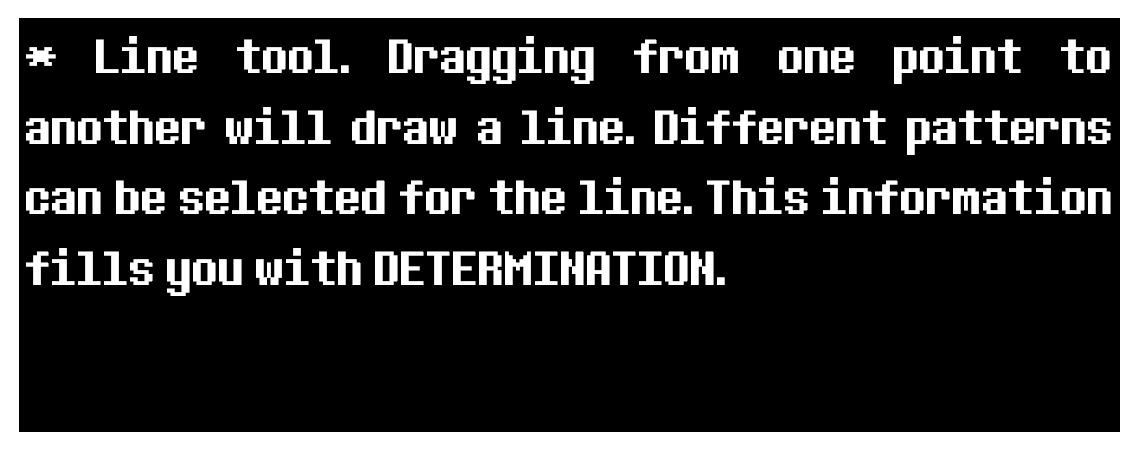 * Line tool. Dragging from one point to
another will draw a line. Different patterns
can be selected for the line. This information
fills you with DETERMINATION.